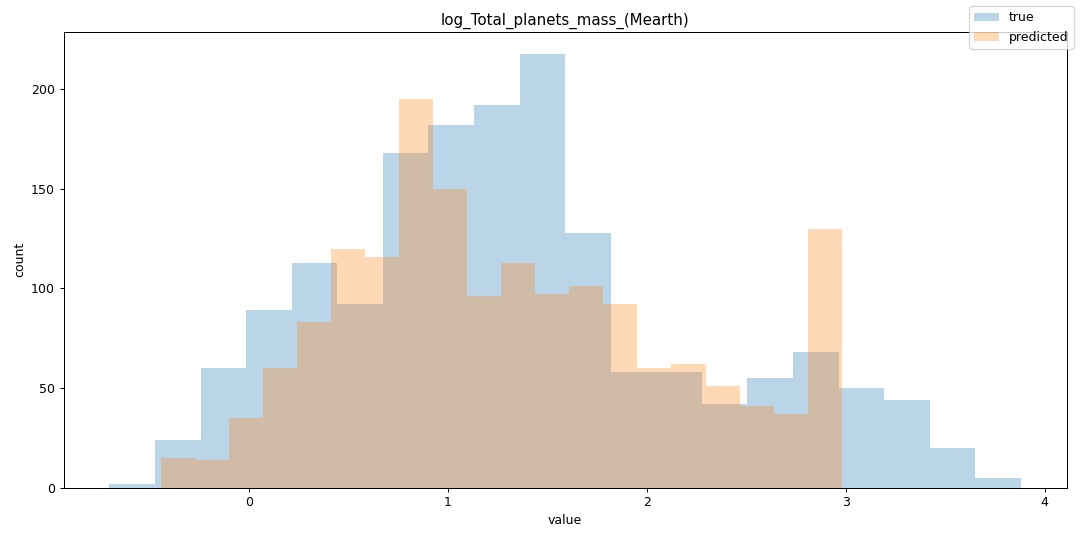 log_Total_planets_mass_(Mearth)
true
predicted
200
150
100
50
0
count
0 1 2 3 4
value